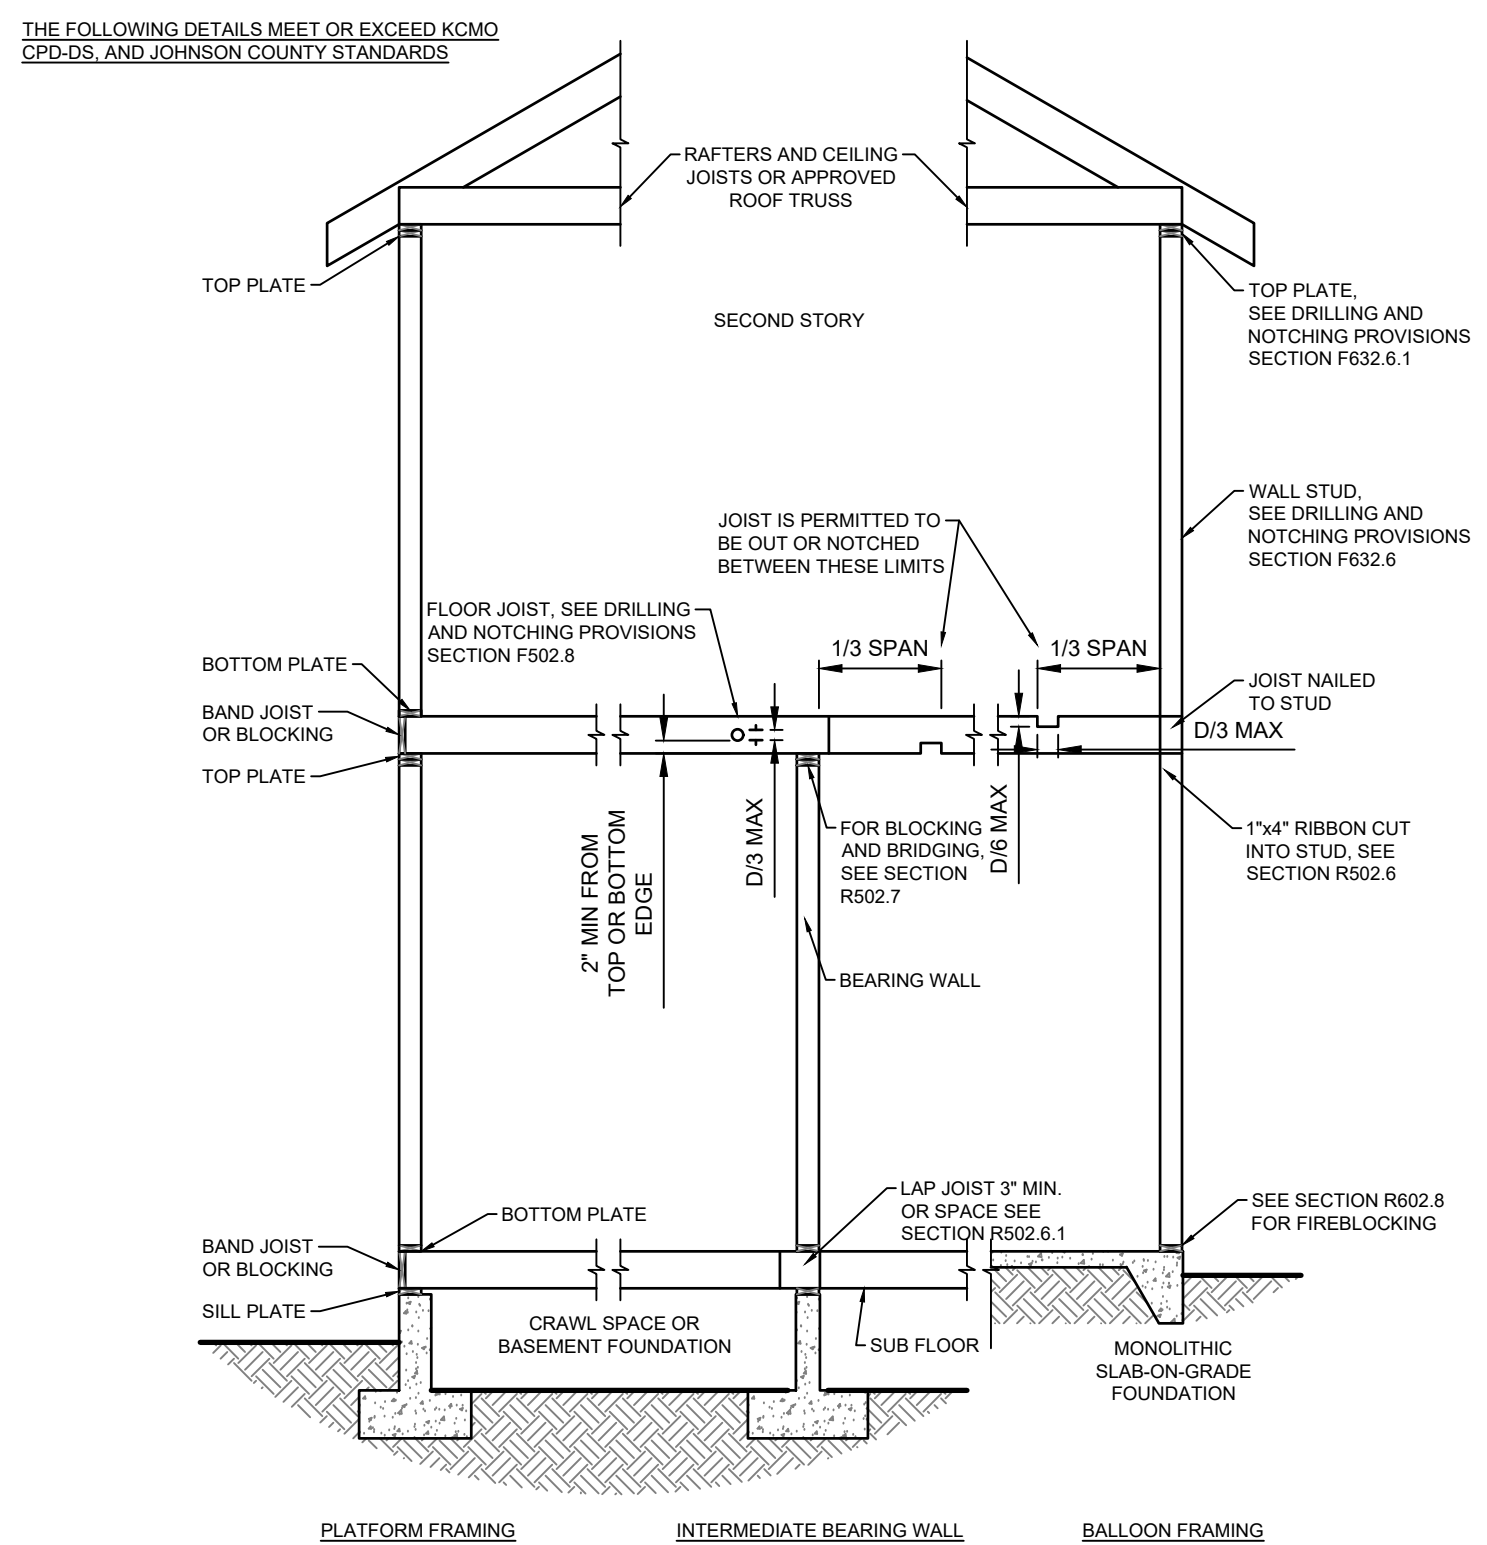 THE FOLLOWING DETAILS MEET OR EXCEED KCMO
CPD-DS, AND JOHNSON COUNTY STANDARDS
RAFTERS AND CEILING
JOISTS OR APPROVED
ROOF TRUSS
TOP PLATE
TOP PLATE,
SEE DRILLING AND
NOTCHING PROVISIONS
SECTION F632.6.1
SECOND STORY
WALL STUD,
SEE DRILLING AND
NOTCHING PROVISIONS
SECTION F632.6
JOIST IS PERMITTED TO
BE OUT OR NOTCHED
BETWEEN THESE LIMITS
FLOOR JOIST, SEE DRILLING
AND NOTCHING PROVISIONS
SECTION F502.8
1/3 SPAN
1/3 SPAN
BOTTOM PLATE
BAND JOIST
OR BLOCKING
TOP PLATE
JOIST NAILED
TO STUD
D/3 MAX
2" MIN FROM
TOP OR BOTTOM
EDGE
D/3 MAX
FOR BLOCKING
AND BRIDGING,
SEE SECTION
R502.7
D/6 MAX
1"x4" RIBBON CUT
INTO STUD, SEE
SECTION R502.6
BEARING WALL
LAP JOIST 3" MIN.
OR SPACE SEE
SECTION R502.6.1
SEE SECTION R602.8
FOR FIREBLOCKING
BOTTOM PLATE
BAND JOIST
OR BLOCKING
SILL PLATE
CRAWL SPACE OR
BASEMENT FOUNDATION
SUB FLOOR
MONOLITHIC
SLAB-ON-GRADE
FOUNDATION
PLATFORM FRAMING
INTERMEDIATE BEARING WALL
BALLOON FRAMING